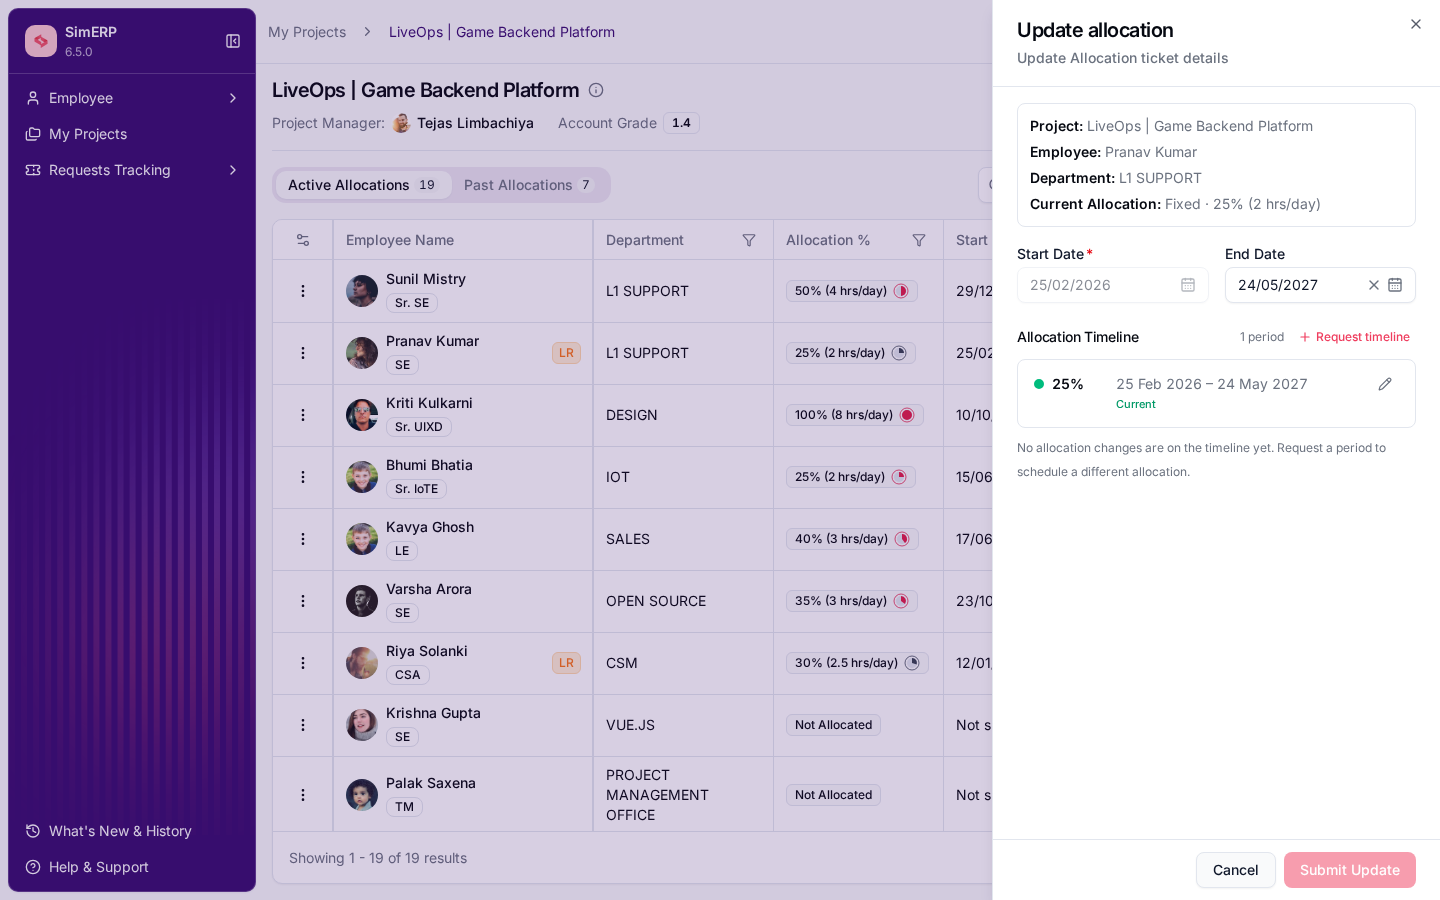 SimERP
6.5.0
Employee
My Projects
Requests Tracking
What's New & History
Help & Support
My Projects
LiveOps | Game Backend Platform
LiveOps | Game Backend Platform
Project Manager: Tejas Limbachiya Account Grade 1.4
Active Allocations 19 Past Allocations 7
Employee Name Department Allocation % Start
Sunil Mistry
Sr. SE
L1 SUPPORT 50% (4 hrs/day) 29/12
Pranav Kumar
SE
LR L1 SUPPORT 25% (2 hrs/day) 25/02
Kriti Kulkarni
Sr. UIXD
DESIGN 100% (8 hrs/day) 10/10
Bhumi Bhatia
Sr. IoTE
IOT 25% (2 hrs/day) 15/06
Kavya Ghosh
LE
SALES 40% (3 hrs/day) 17/06
Varsha Arora
SE
OPEN SOURCE 35% (3 hrs/day) 23/10
Riya Solanki
CSA
LR CSM 30% (2.5 hrs/day) 12/01
Krishna Gupta
SE
VUE.JS Not Allocated Not s
Palak Saxena
TM
PROJECT
MANAGEMENT
OFFICE
Not Allocated Not s
Showing 1 - 19 of 19 results
Update allocation
Update Allocation ticket details
Project: LiveOps | Game Backend Platform
Employee: Pranav Kumar
Department: L1 SUPPORT
Current Allocation: Fixed · 25% (2 hrs/day)
Start Date* End Date
25/02/2026 24/05/2027
Allocation Timeline 1 period + Request timeline
25% 25 Feb 2026 – 24 May 2027
Current
No allocation changes are on the timeline yet. Request a period to
schedule a different allocation.
Cancel Submit Update